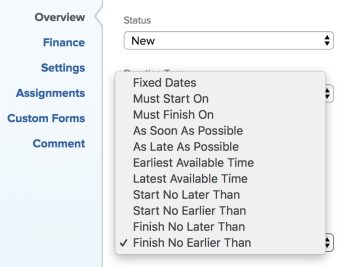 Overview
Finance
Settings
Assignments
Custom Forms
Comment
Status
New
Fixed Dates
Must Start On
Must Finish On
As Soon As Possible
As Late As Possible
Earliest Available Time
Latest Available Time
Start No Later Than
Start No Earlier Than
Finish No Later Than
✓ Finish No Earlier Than